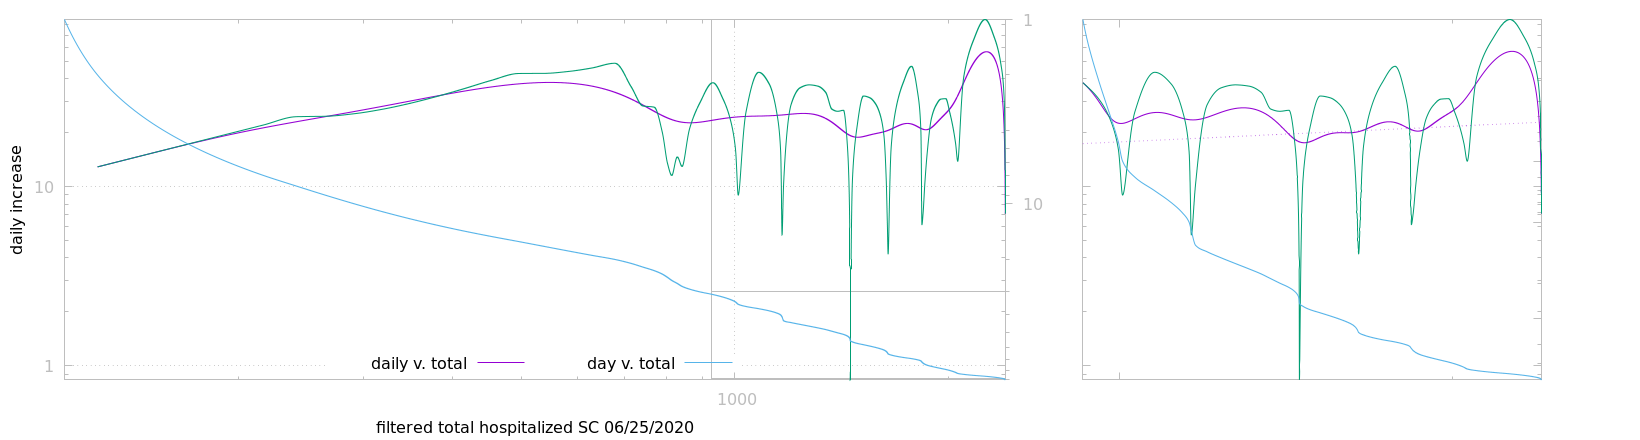 1
daily increase
10
10
daily v. total
day v. total
1
1000
filtered total hospitalized SC 06/25/2020